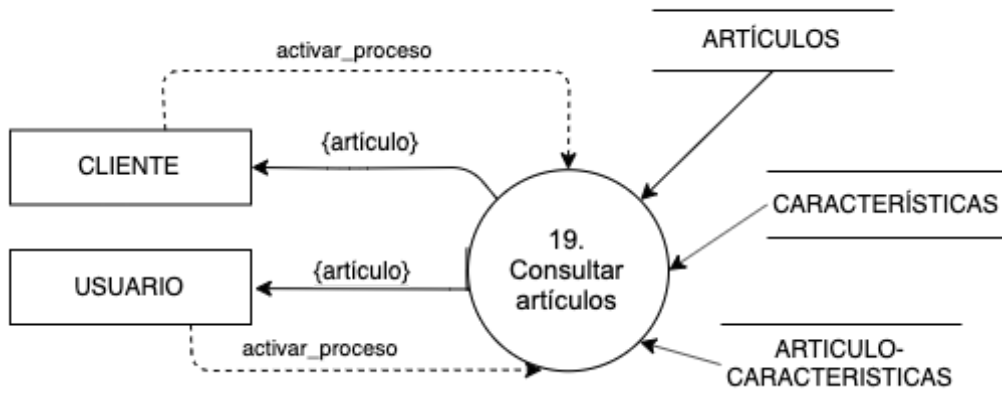 activar_proceso
ARTÍCULOS
{artículo}
CLIENTE
CARACTERÍSTICAS
19.
Consultar
artículos
{artículo}
USUARIO
activar_proceso
ARTICULO-
CARACTERISTICAS